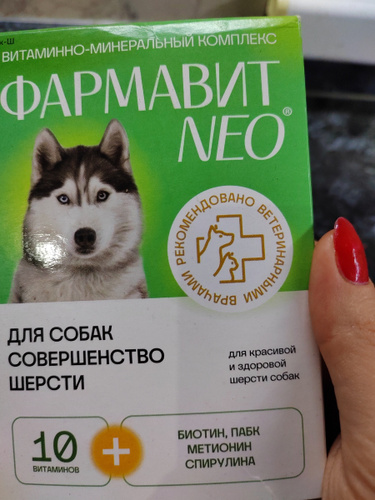 к-Ш
ВИТАМИННО-МИНЕРАЛЬНЫЙ КОМПЛЕКС
ФАРМАВИТ
NEO®
РЕКОМЕНДОВАНО ВЕТЕРИНАРНЫМИ ВРАЧАМИ
ДЛЯ СОБАК
СОВЕРШЕНСТВО
ШЕРСТИ
для красивой
и здоровой
шерсти собак
10
ВИТАМИНОВ
+
БИОТИН, ПАБК
МЕТИОНИН
СПИРУЛИНА